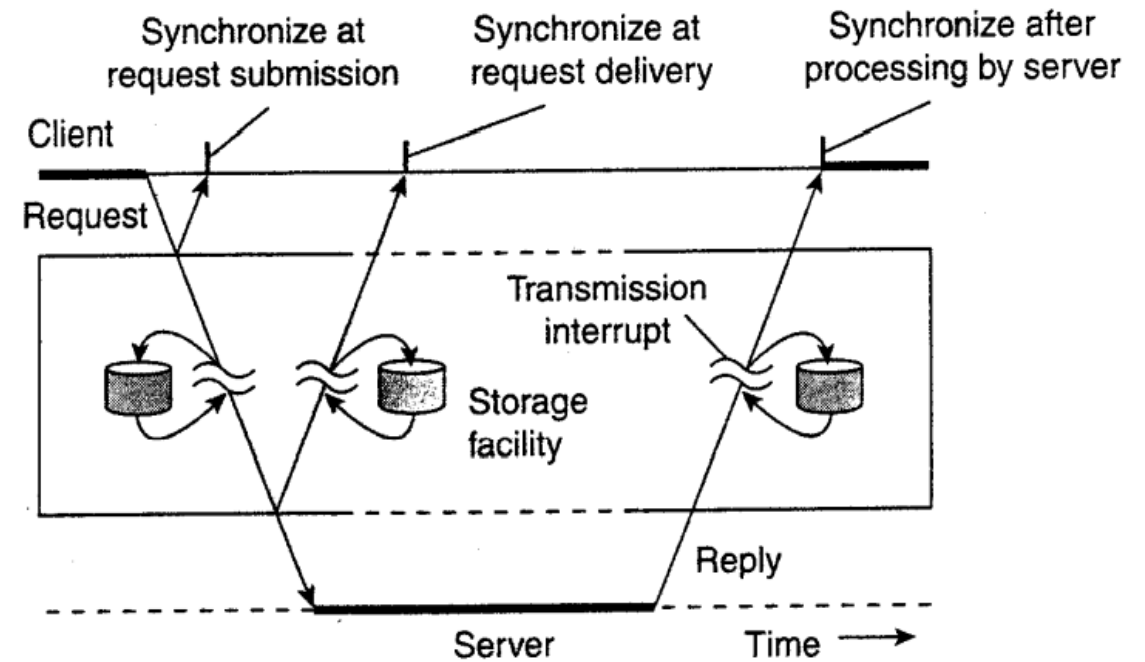 Synchronize at
request submission
Synchronize at
request delivery
Synchronize after
processing by server
Client
Request
Transmission
interrupt
Storage
facility
Reply
Server
Time